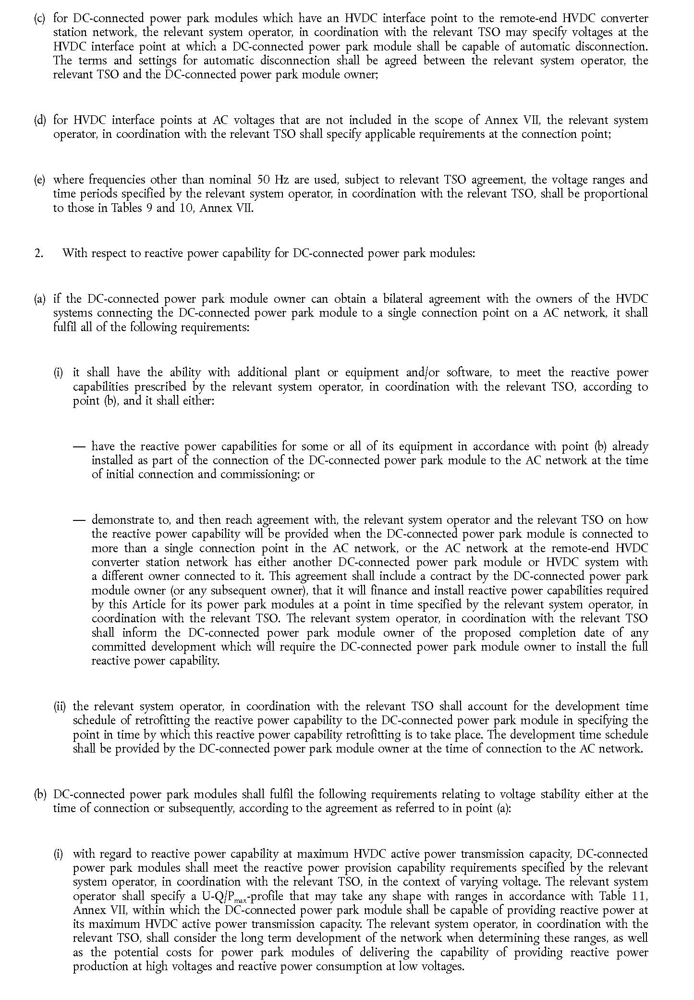 (c) for DC-connected power park modules which have an HVDC interface point to the remote-end HVDC converter
station network, the relevant system operator, in coordination with the relevant TSO may specify voltages at the
HVDC interface point at which a DC-connected power park module shall be capable of automatic disconnection.
The terms and settings for automatic disconnection shall be agreed between the relevant system operator, the
relevant TSO and the DC-connected power park module owner;
(d) for HVDC interface points at AC voltages that are not included in the scope of Annex VII, the relevant system
operator, in coordination with the relevant TSO shall specify applicable requirements at the connection point;
(e) where frequencies other than nominal 50 Hz are used, subject to relevant TSO agreement, the voltage ranges and
time periods specified by the relevant system operator, in coordination with the relevant TSO, shall be proportional
to those in Tables 9 and 10, Annex VII.
2. With respect to reactive power capability for DC-connected power park modules:
(a) if the DC-connected power park module owner can obtain a bilateral agreement with the owners of the HVDC
systems connecting the DC-connected power park module to a single connection point on a AC network, it shall
fulfil all of the following requirements:
(i) it shall have the ability with additional plant or equipment and/or software, to meet the reactive power
capabilities prescribed by the relevant system operator, in coordination with the relevant TSO, according to
point (b), and it shall either:
— have the reactive power capabilities for some or all of its equipment in accordance with point (b) already
installed as part of the connection of the DC-connected power park module to the AC network at the time
of initial connection and commissioning; or
— demonstrate to, and then reach agreement with, the relevant system operator and the relevant TSO on how
the reactive power capability will be provided when the DC-connected power park module is connected to
more than a single connection point in the AC network, or the AC network at the remote-end HVDC
converter station network has either another DC-connected power park module or HVDC system with
a different owner connected to it. This agreement shall include a contract by the DC-connected power park
module owner (or any subsequent owner), that it will finance and install reactive power capabilities required
by this Article for its power park modules at a point in time specified by the relevant system operator, in
coordination with the relevant TSO. The relevant system operator, in coordination with the relevant TSO
shall inform the DC-connected power park module owner of the proposed completion date of any
committed development which will require the DC-connected power park module owner to install the full
reactive power capability.
(ii) the relevant system operator, in coordination with the relevant TSO shall account for the development time
schedule of retrofitting the reactive power capability to the DC-connected power park module in specifying the
point in time by which this reactive power capability retrofitting is to take place. The development time schedule
shall be provided by the DC-connected power park module owner at the time of connection to the AC network.
(b) DC-connected power park modules shall fulfil the following requirements relating to voltage stability either at the
time of connection or subsequently, according to the agreement as referred to in point (a):
(i) with regard to reactive power capability at maximum HVDC active power transmission capacity, DC-connected
power park modules shall meet the reactive power provision capability requirements specified by the relevant
system operator, in coordination with the relevant TSO, in the context of varying voltage. The relevant system
operator shall specify a U-Q/Pmax-profile that may take any shape with ranges in accordance with Table 11,
Annex VII, within which the DC-connected power park module shall be capable of providing reactive power at
its maximum HVDC active power transmission capacity. The relevant system operator, in coordination with the
relevant TSO, shall consider the long term development of the network when determining these ranges, as well
as the potential costs for power park modules of delivering the capability of providing reactive power
production at high voltages and reactive power consumption at low voltages.